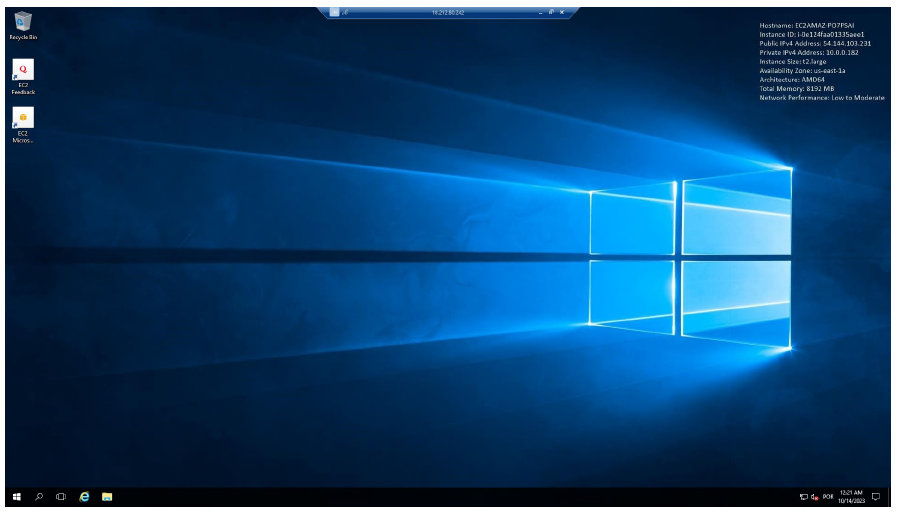 18.212.80.242
Recycle Bin
EC2
Feedback
EC2
Micros...
Hostname: EC2AMAZ-PO7PSAI
Instance ID: i-0e124faa01335aee1
Public IPv4 Address: 54.144.103.231
Private IPv4 Address: 10.0.0.182
Instance Size: t2.large
Availability Zone: us-east-1a
Architecture: AMD64
Total Memory: 8192 MB
Network Performance: Low to Moderate
POR
12:21 AM
10/14/2023